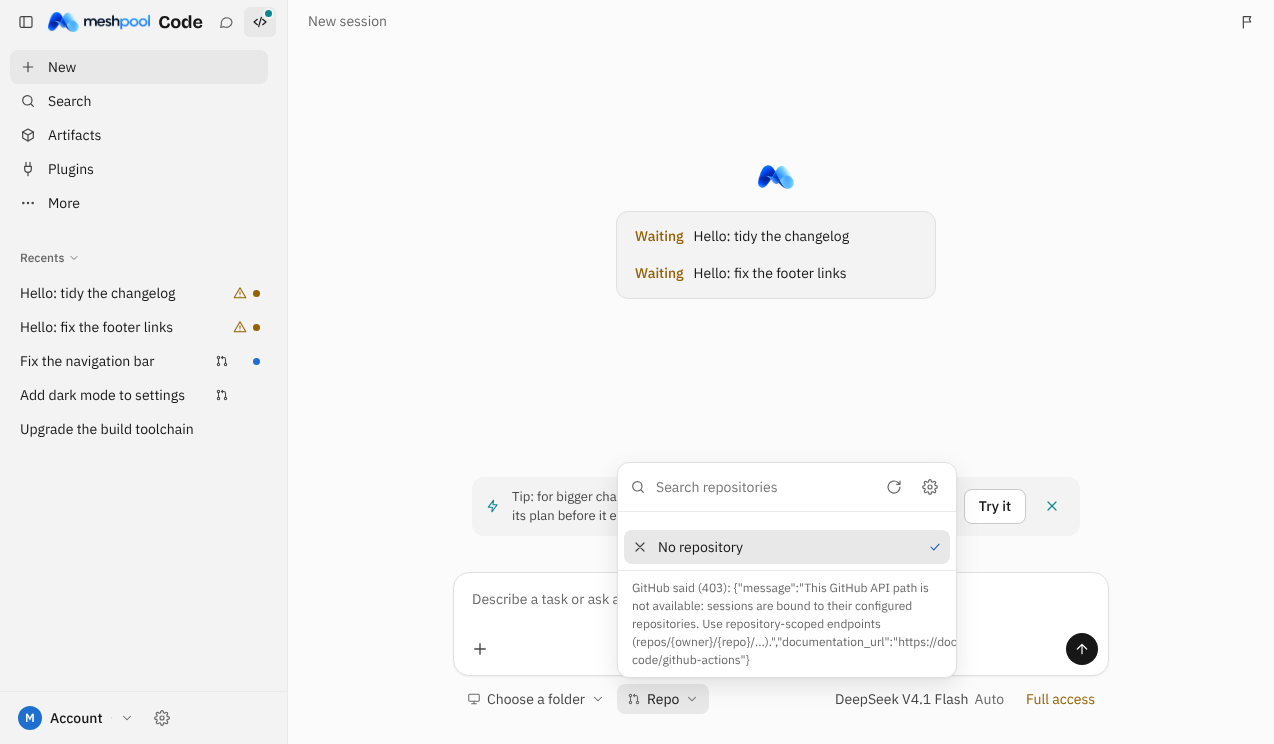 meshpool Code
New session
New
Search
Artifacts
Plugins
More
Recents
Hello: tidy the changelog
Hello: fix the footer links
Fix the navigation bar
Add dark mode to settings
Upgrade the build toolchain
M Account
Waiting Hello: tidy the changelog
Waiting Hello: fix the footer links
Tip: for bigger cha
its plan before it e
Try it
Search repositories
No repository
GitHub said (403): {"message":"This GitHub API path is
not available: sessions are bound to their configured
repositories. Use repository-scoped endpoints
(repos/{owner}/{repo}/...).","documentation_url":"https://doc
code/github-actions"}
Describe a task or ask a
Choose a folder
Repo
DeepSeek V4.1 Flash Auto
Full access